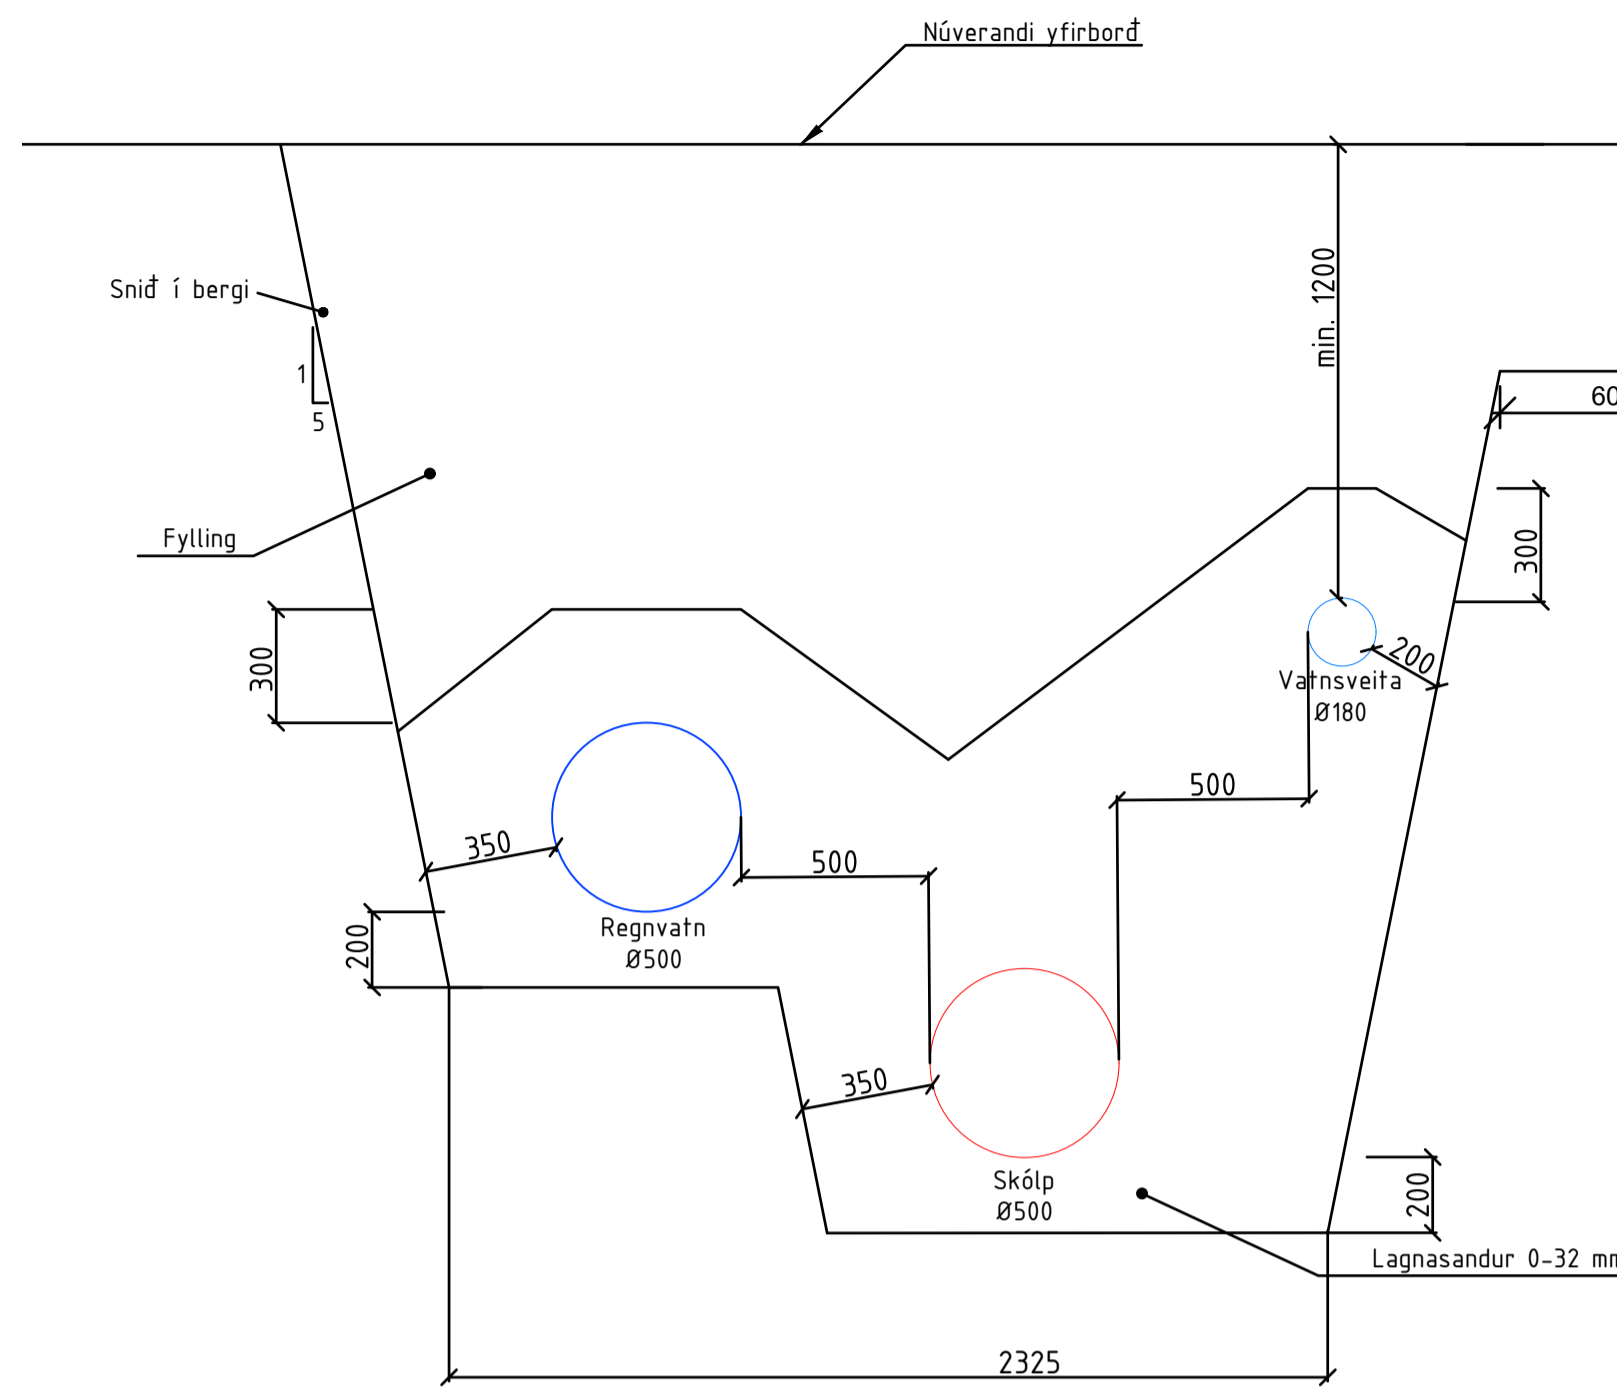 Núverandi yfirborð
Snið í bergi
1
5
min. 1200
60
Fylling
300
300
200
Vatnsveita
Ø180
500
350
500
Regnvatn
Ø500
200
350
Skólp
Ø500
200
Lagnasandur 0-32 mm
2325